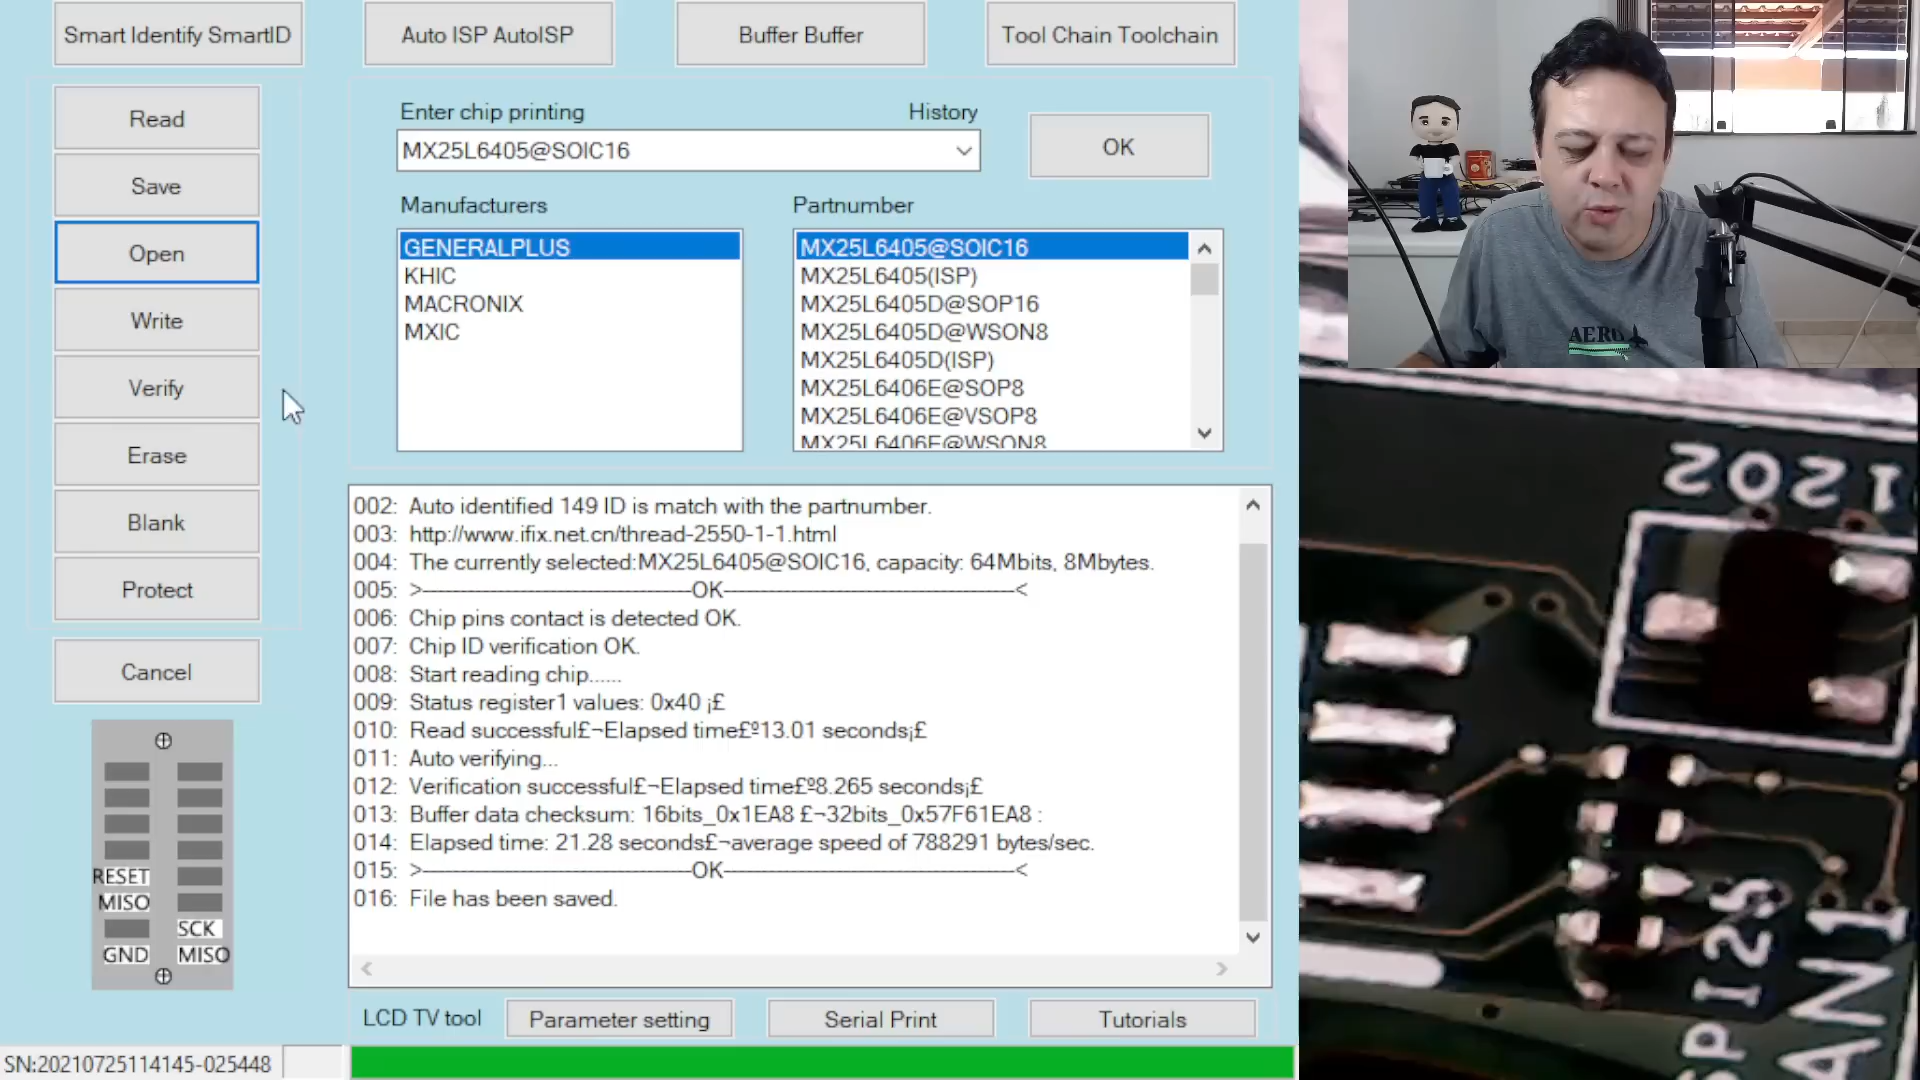 Smart Identify SmartID
Auto ISP AutoISP
Buffer Buffer
Tool Chain Toolchain
Read
Save
Open
Write
Verify
Erase
Blank
Protect
Cancel
RESET
MISO
SCK
GND
MISO
Enter chip printing
History
MX25L6405@SOIC16
OK
Manufacturers
Partnumber
GENERALPLUS
KHIC
MACRONIX
MXIC
MX25L6405@SOIC16
MX25L6405(ISP)
MX25L6405D@SOP16
MX25L6405D@WSON8
MX25L6405D(ISP)
MX25L6406E@SOP8
MX25L6406E@VSOP8
MX25L6406E@WSON8
002: Auto identified 149 ID is match with the partnumber.
003: http://www.ifix.net.cn/thread-2550-1-1.html
004: The currently selected:MX25L6405@SOIC16, capacity: 64Mbits, 8Mbytes.
005: >-----------------------------------OK--------------------------------------<
006: Chip pins contact is detected OK.
007: Chip ID verification OK.
008: Start reading chip......
009: Status register1 values: 0x40 ¡£
010: Read successful£¬Elapsed time£º13.01 seconds¡£
011: Auto verifying...
012: Verification successful£¬Elapsed time£º8.265 seconds¡£
013: Buffer data checksum: 16bits_0x1EA8 £¬32bits_0x57F61EA8 :
014: Elapsed time: 21.28 seconds£¬average speed of 788291 bytes/sec.
015: >-----------------------------------OK--------------------------------------<
016: File has been saved.
LCD TV tool
Parameter setting
Serial Print
Tutorials
SN:20210725114145-025448
AERO
1202